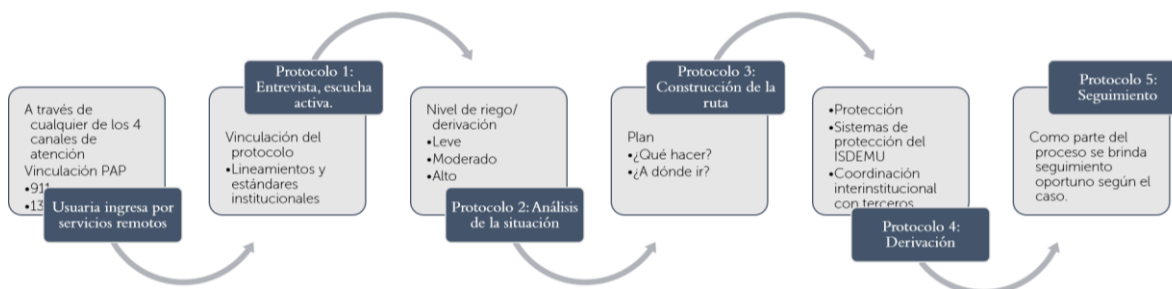 A través de
cualquier de los 4
canales de
atención
Vinculación PAP
•911
Usuaria ingresa por
servicios remotos
Protocolo 1:
Entrevista, escucha
activa.
Vinculación del
protocolo
•Lineamientos y
estándares
institucionales
Nivel de riego/
derivación
•Leve
•Moderado
•Alto
Protocolo 2: Análisis
de la situación
Protocolo 3:
Construcción de la
ruta
Plan
•¿Qué hacer?
•¿A dónde ir?
•Protección
•Sistemas de
protección del
ISDEMU
•Coordinación
interinstitucional
con terceros
Protocolo 4:
Derivación
Protocolo 5:
Seguimiento
Como parte del
proceso se brinda
seguimiento
oportuno según el
caso.